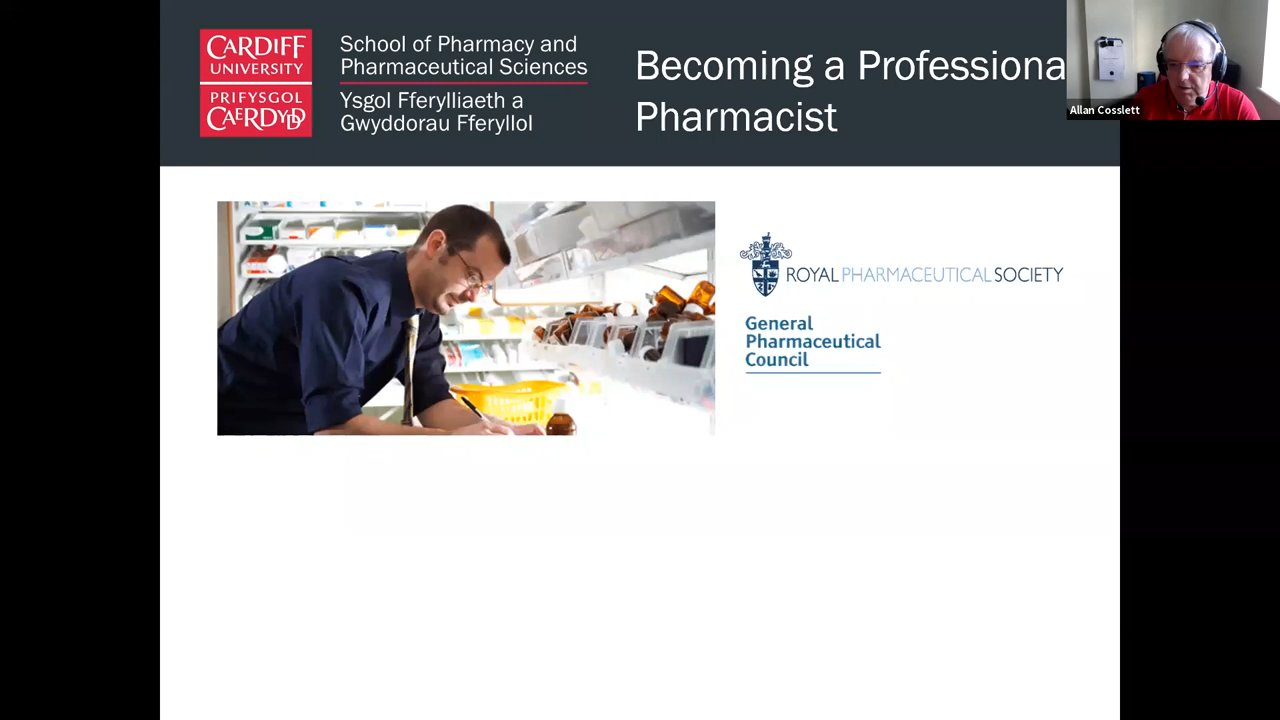 CARDIFF
UNIVERSITY
PRIFYSGOL
CAERDYDD
School of Pharmacy and
Pharmaceutical Sciences
Ysgol Fferylliaeth a
Gwyddorau Fferyllol
Becoming a Professiona
Pharmacist
Allan Cosslett
ROYAL PHARMACEUTICAL SOCIETY
General
Pharmaceutical
Council